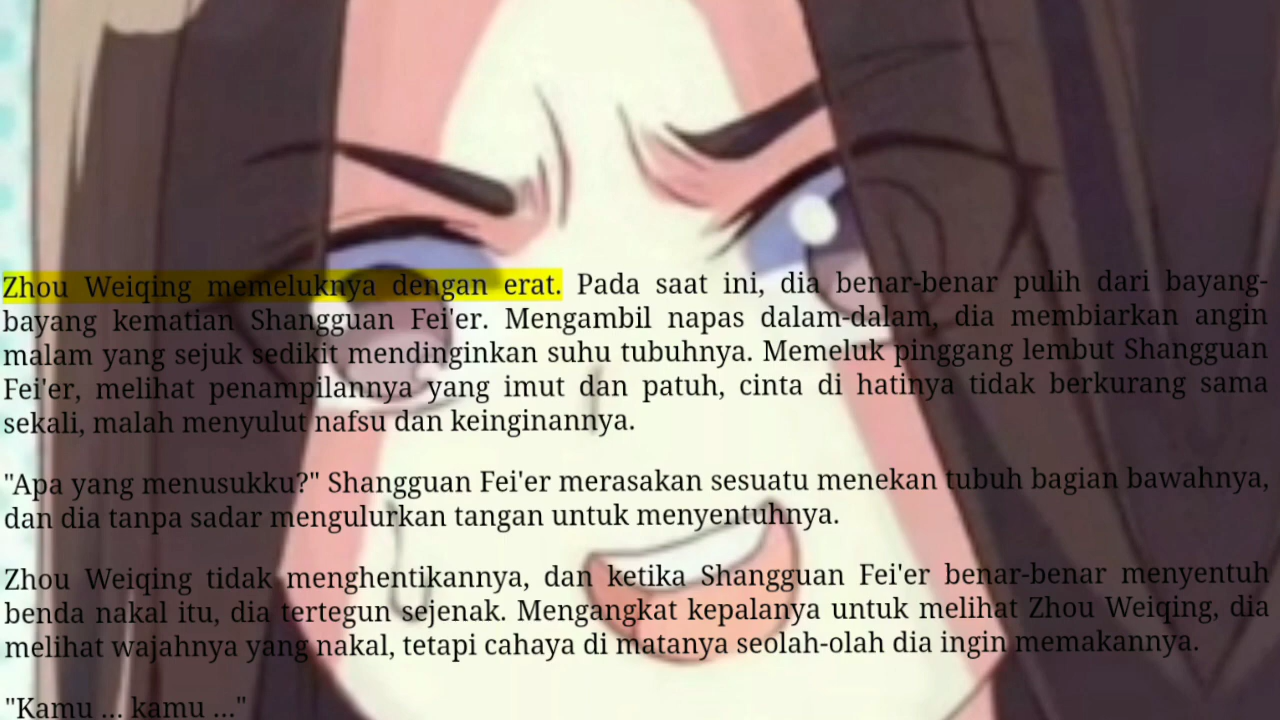 Zhou Weiqing memeluknya dengan erat. Pada saat ini, dia benar-benar pulih dari bayang-
bayang kematian Shangguan Fei'er. Mengambil napas dalam-dalam, dia membiarkan angin
malam yang sejuk sedikit mendinginkan suhu tubuhnya. Memeluk pinggang lembut Shangguan
Fei'er, melihat penampilannya yang imut dan patuh, cinta di hatinya tidak berkurang sama
sekali, malah menyulut nafsu dan keinginannya.
"Apa yang menusukku?" Shangguan Fei'er merasakan sesuatu menekan tubuh bagian bawahnya,
dan dia tanpa sadar mengulurkan tangan untuk menyentuhnya.
Zhou Weiqing tidak menghentikannya, dan ketika Shangguan Fei'er benar-benar menyentuh
benda nakal itu, dia tertegun sejenak. Mengangkat kepalanya untuk melihat Zhou Weiqing, dia
melihat wajahnya yang nakal, tetapi cahaya di matanya seolah-olah dia ingin memakannya.
"Kamu ... kamu ..."